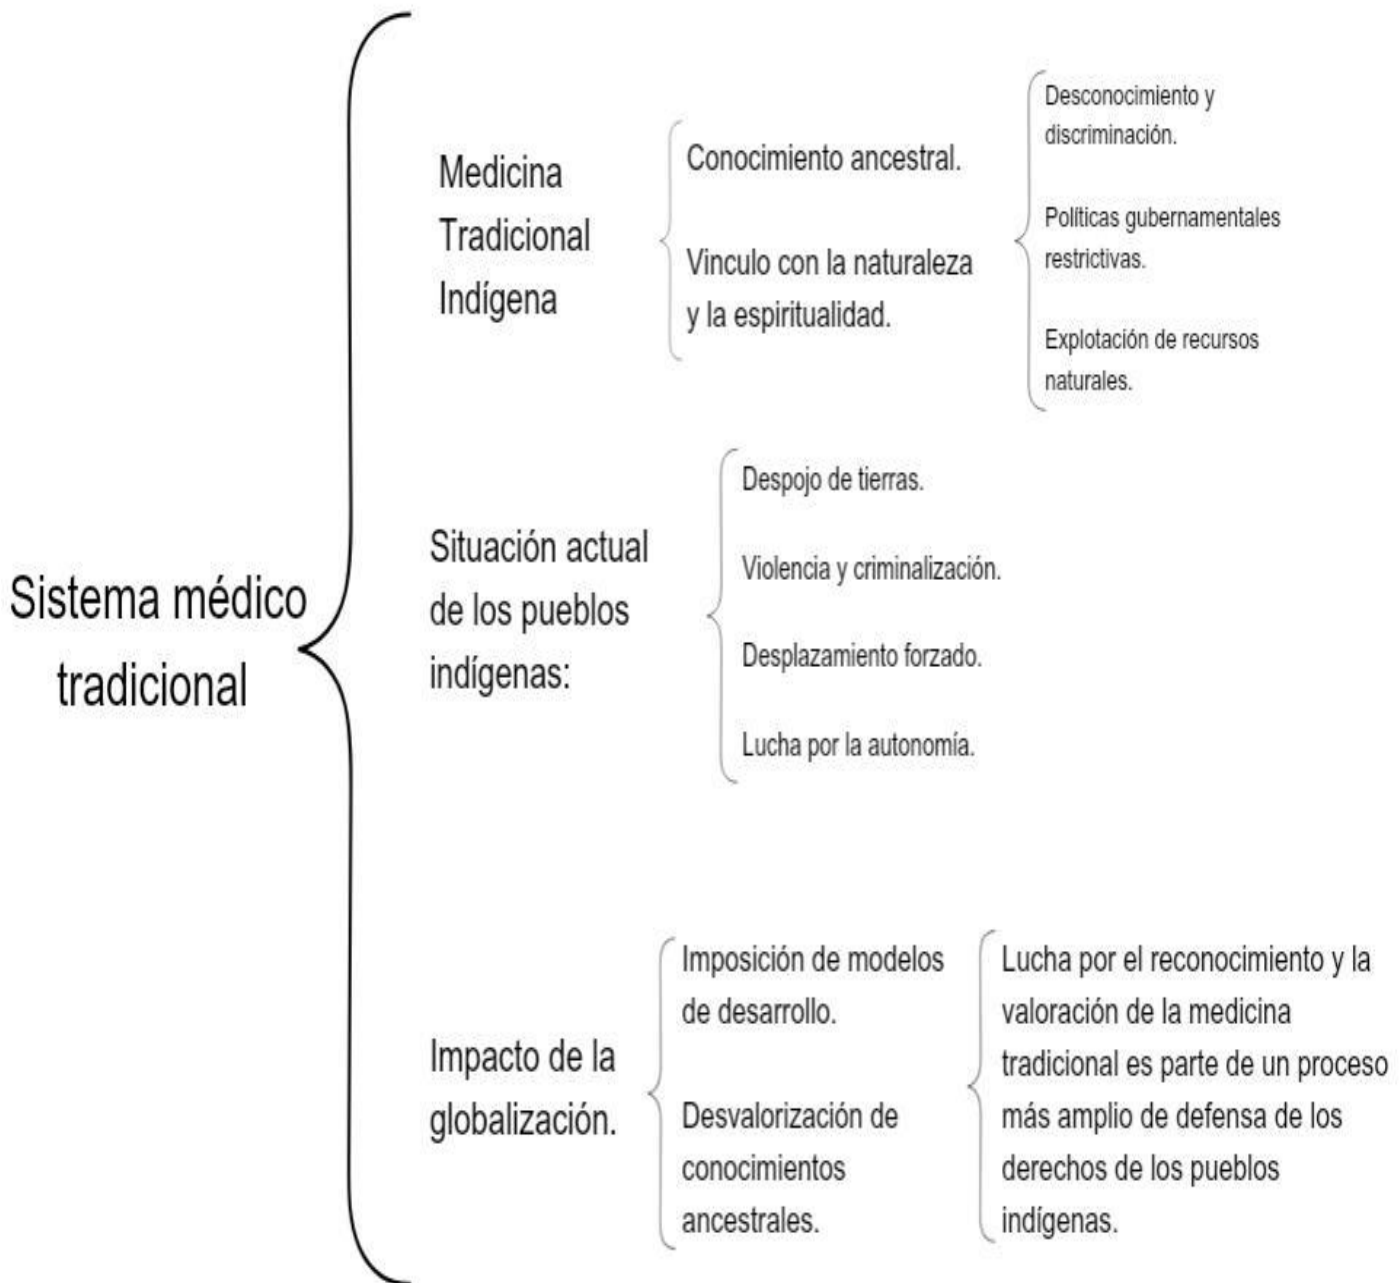 Sistema médico
tradicional
Medicina
Tradicional
Indígena
Conocimiento ancestral.
Vinculo con la naturaleza
y la espiritualidad.
Desconocimiento y
discriminación.
Políticas gubernamentales
restrictivas.
Explotación de recursos
naturales.
Situación actual
de los pueblos
indígenas:
Despojo de tierras.
Violencia y criminalización.
Desplazamiento forzado.
Lucha por la autonomía.
Impacto de la
globalización.
Imposición de modelos
de desarrollo.
Desvalorización de
conocimientos
ancestrales.
Lucha por el reconocimiento y la
valoración de la medicina
tradicional es parte de un proceso
más amplio de defensa de los
derechos de los pueblos
indígenas.